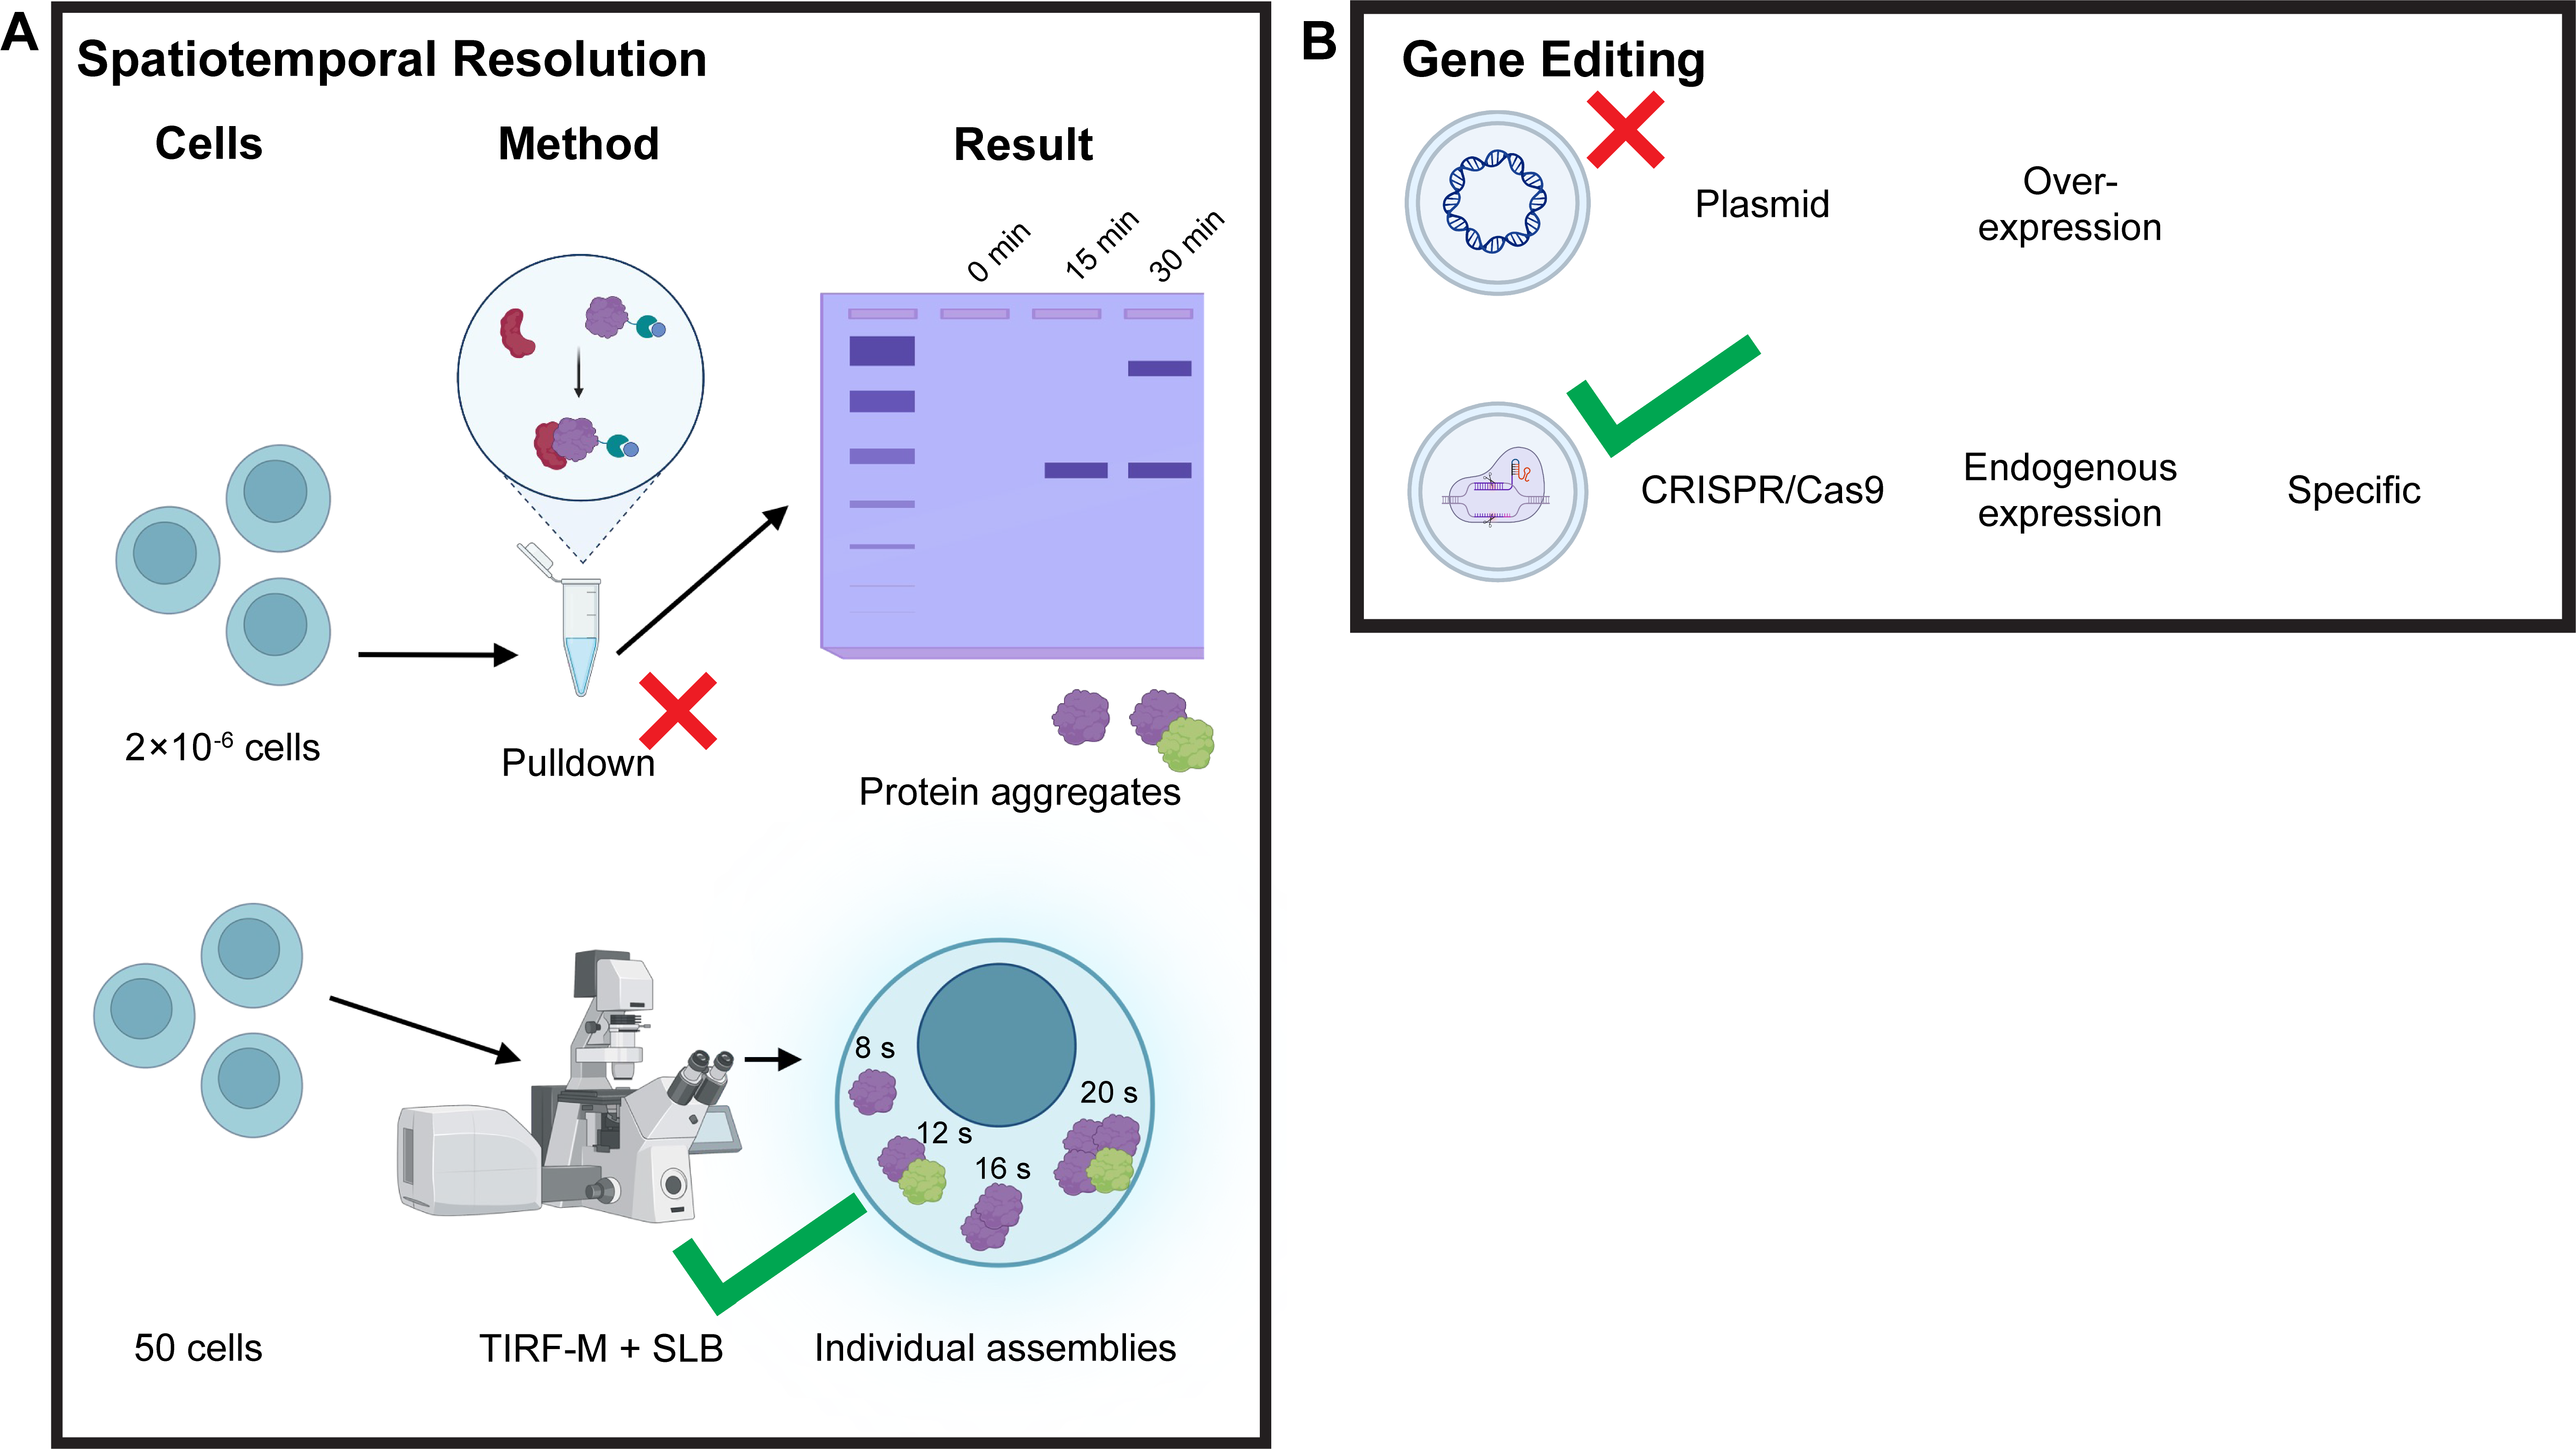 A
Spatiotemporal Resolution
Cells
Method
Result
0 min
15 min
30 min
2×10⁻⁶ cells
Pulldown
Protein aggregates
8 s
12 s
16 s
20 s
50 cells
TIRF-M + SLB
Individual assemblies
B
Gene Editing
Plasmid
Over-
expression
CRISPR/Cas9
Endogenous
expression
Specific